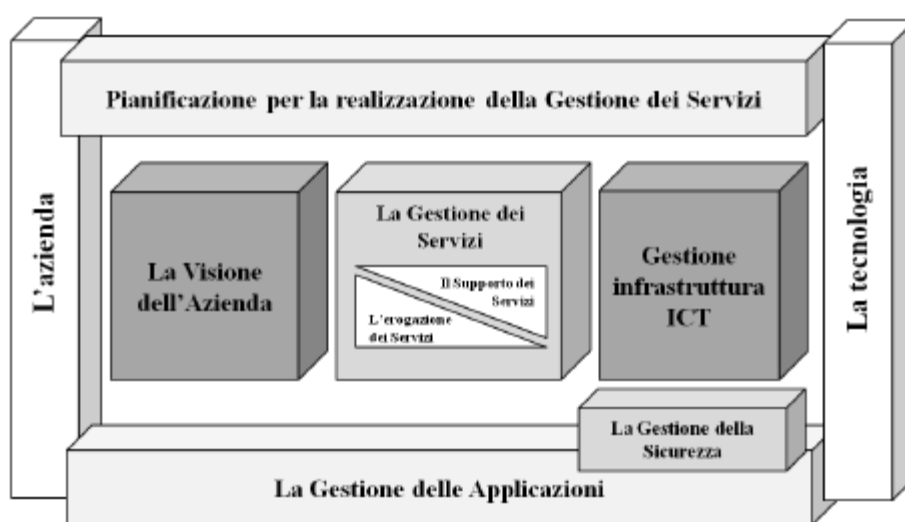 Pianificazione per la realizzazione della Gestione dei Servizi
L'azienda
La Visione
dell'Azienda
La Gestione dei
Servizi
Il Supporto dei
Servizi
L'erogazione
dei Servizi
Gestione
infrastruttura
ICT
La tecnologia
La Gestione della
Sicurezza
La Gestione delle Applicazioni